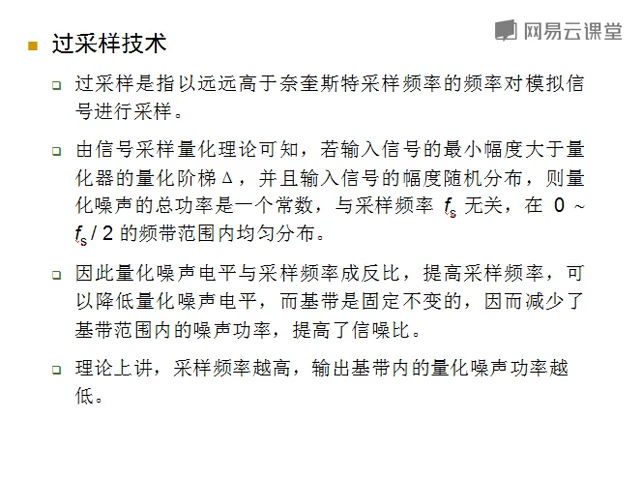 网易云课堂
过采样技术
过采样是指以远远高于奈奎斯特采样频率的频率对模拟信
号进行采样。
由信号采样量化理论可知，若输入信号的最小幅度大于量
化器的量化阶梯 Δ，并且输入信号的幅度随机分布，则量
化噪声的总功率是一个常数，与采样频率 fs 无关，在 0 ~
fs / 2 的频带范围内均匀分布。
因此量化噪声电平与采样频率成反比，提高采样频率，可
以降低量化噪声电平，而基带是固定不变的，因而减少了
基带范围内的噪声功率，提高了信噪比。
理论上讲，采样频率越高，输出基带内的量化噪声功率越
低。